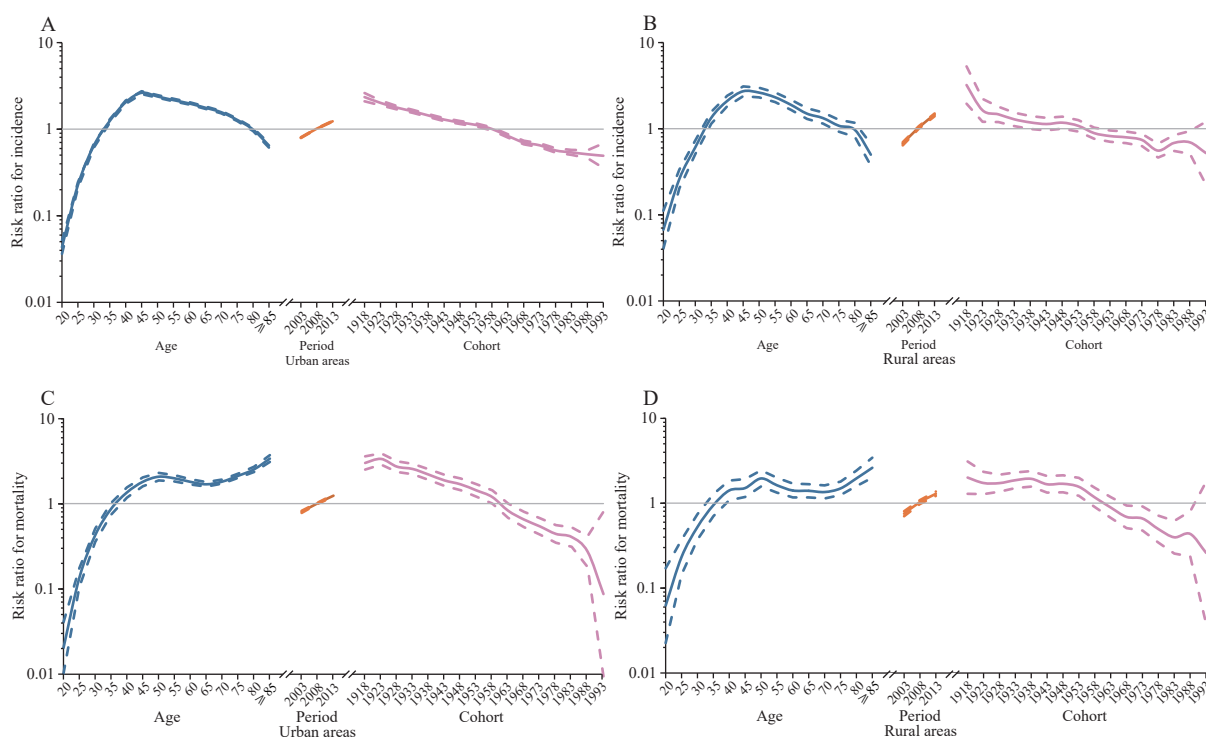 A
Risk ratio for incidence
10
1
0.1
0.01
20 25 30 35 40 45 50 55 60 65 70 75 80 ≥85 2003 2008 2013 1918 1923 1928 1933 1938 1943 1948 1953 1958 1963 1968 1973 1978 1983 1988 1993
Age Period Cohort
Urban areas
B
Risk ratio for incidence
10
1
0.1
0.01
20 25 30 35 40 45 50 55 60 65 70 75 80 ≥85 2003 2008 2013 1918 1923 1928 1933 1938 1943 1948 1953 1958 1963 1968 1973 1978 1983 1988 1993
Age Period Cohort
Rural areas
C
Risk ratio for mortality
10
1
0.1
0.01
20 25 30 35 40 45 50 55 60 65 70 75 80 ≥85 2003 2008 2013 1918 1923 1928 1933 1938 1943 1948 1953 1958 1963 1968 1973 1978 1983 1988 1993
Age Period Cohort
Urban areas
D
Risk ratio for mortality
10
1
0.1
0.01
20 25 30 35 40 45 50 55 60 65 70 75 80 ≥85 2003 2008 2013 1918 1923 1928 1933 1938 1943 1948 1953 1958 1963 1968 1973 1978 1983 1988 1993
Age Period Cohort
Rural areas